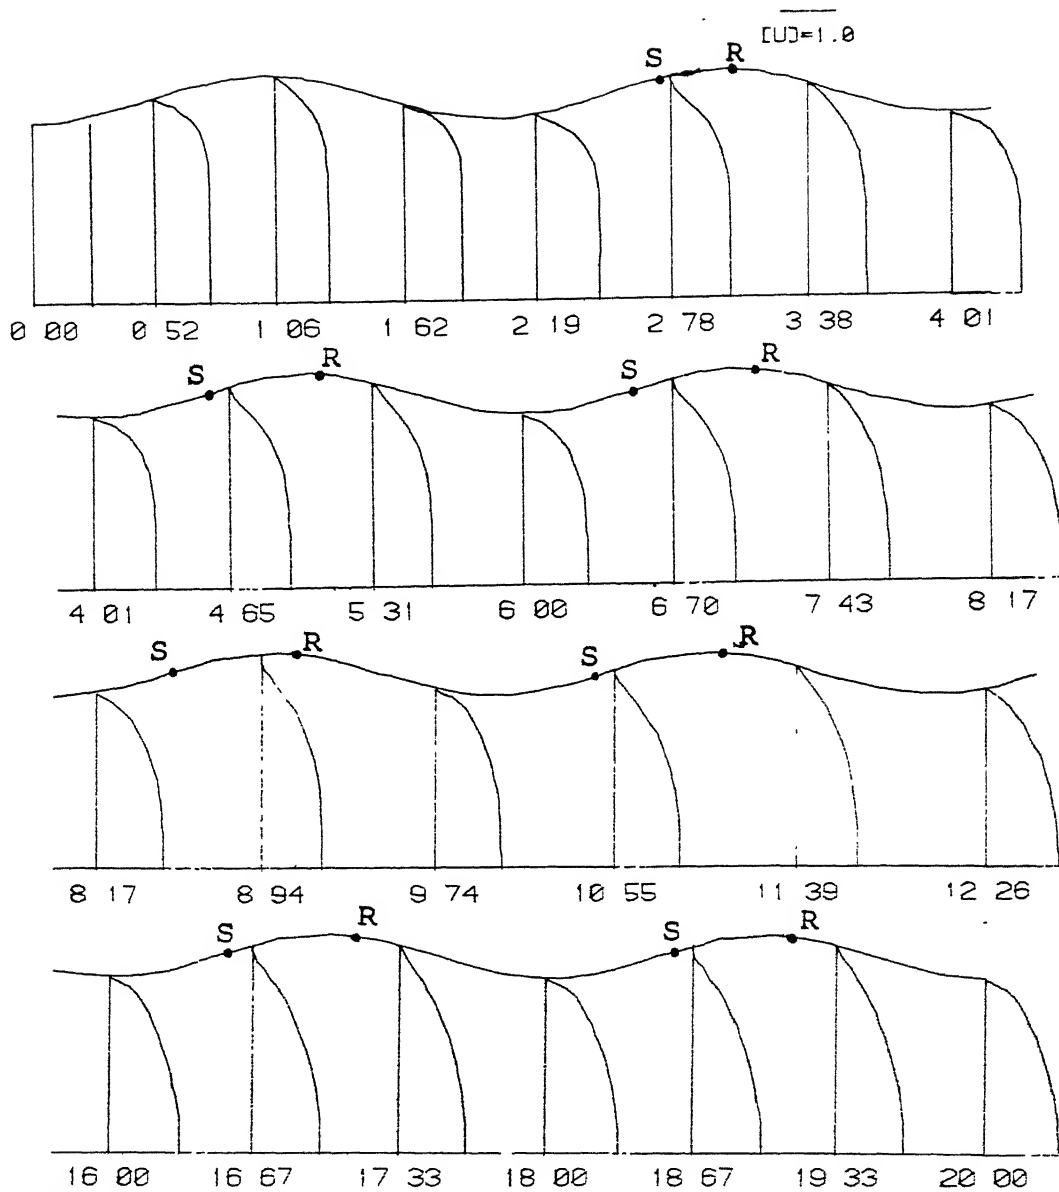 [U]=1.0
S R
0 00 0 52 1 06 1 62 2 19 2 78 3 38 4 01
S R S R
4 01 4 65 5 31 6 00 6 70 7 43 8 17
S R S R
8 17 8 94 9 74 10 55 11 39 12 26
S R S R
16 00 16 67 17 33 18 00 18 67 19 33 20 00